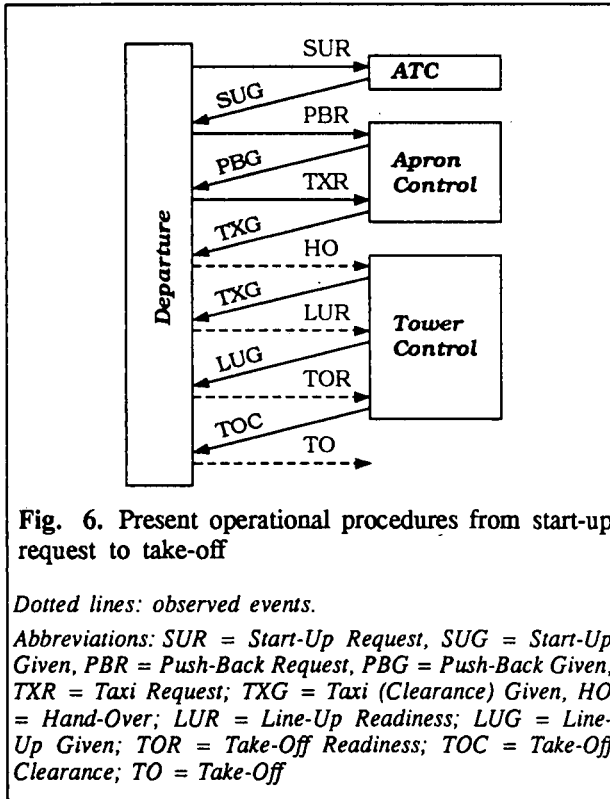 SUR
ATC
SUG
PBR
PBG
Apron
Control
TXR
TXG
HO
TXG
LUR
Tower
Control
LUG
TOR
TOC
TO
Departure
Fig. 6. Present operational procedures from start-up
request to take-off
Dotted lines: observed events.
Abbreviations: SUR = Start-Up Request, SUG = Start-Up
Given, PBR = Push-Back Request, PBG = Push-Back Given,
TXR = Taxi Request; TXG = Taxi (Clearance) Given, HO
= Hand-Over; LUR = Line-Up Readiness; LUG = Line-
Up Given; TOR = Take-Off Readiness; TOC = Take-Off
Clearance; TO = Take-Off